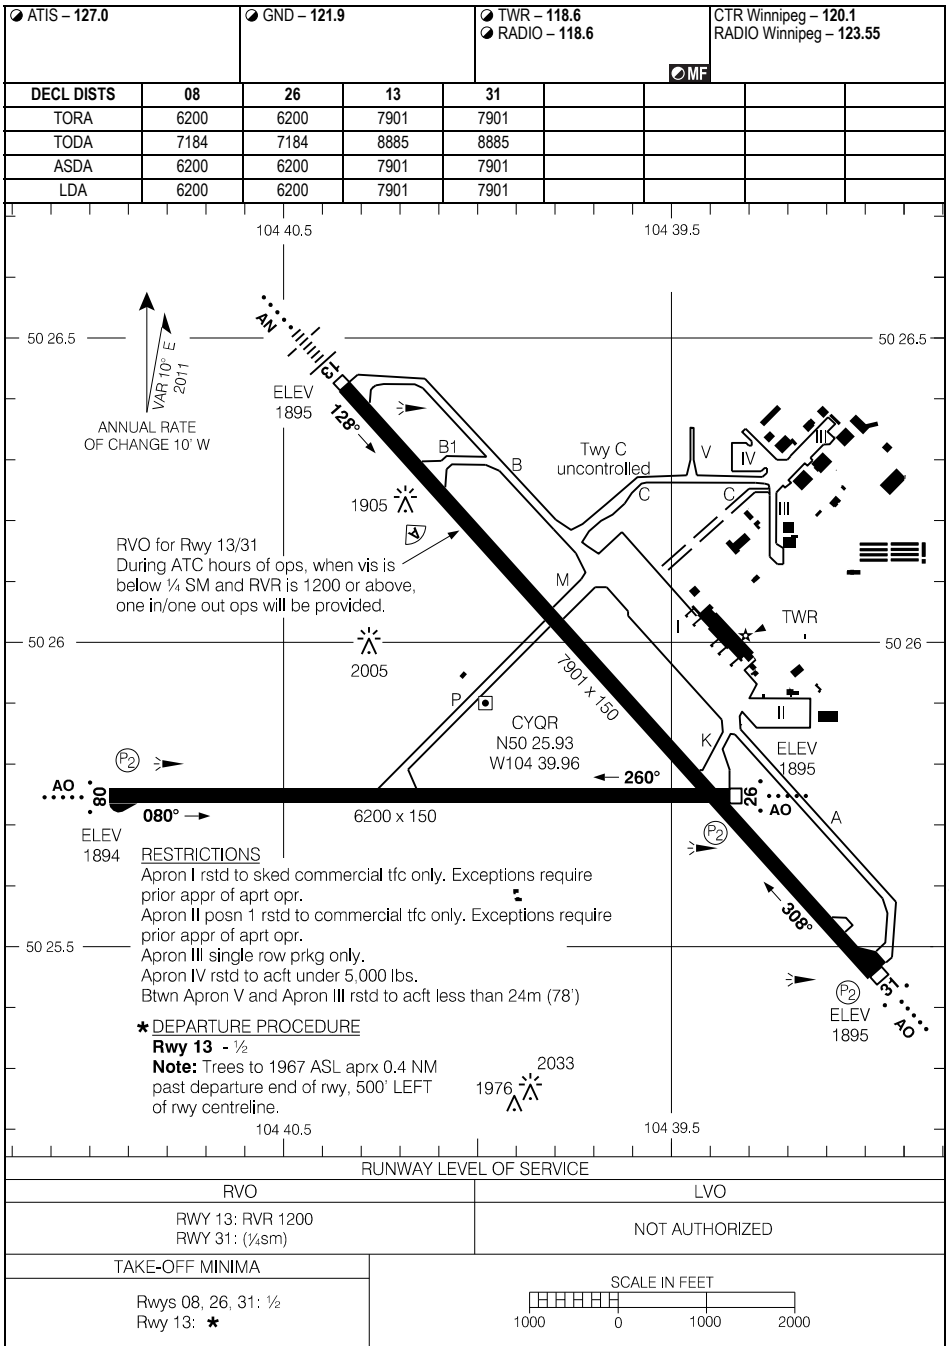 ATIS – 127.0
GND – 121.9
TWR – 118.6
RADIO – 118.6
MF
CTR Winnipeg – 120.1
RADIO Winnipeg – 123.55
DECL DISTS 08 26 13 31
TORA 6200 6200 7901 7901
TODA 7184 7184 8885 8885
ASDA 6200 6200 7901 7901
LDA 6200 6200 7901 7901
104 40.5
104 39.5
50 26.5
50 26.5
VAR 10° E
2011
ANNUAL RATE
OF CHANGE 10' W
AN
13
ELEV
1895
128°
B1
B
Twy C
uncontrolled
V
IV
III
C
C
III
1905
A
RVO for Rwy 13/31
During ATC hours of ops, when vis is
below ¼ SM and RVR is 1200 or above,
one in/one out ops will be provided.
M
I
TWR
50 26
50 26
2005
7901 x 150
P
CYQR
N50 25.93
W104 39.96
II
K
ELEV
1895
P2
AO
08
260°
26
AO
A
080°
6200 x 150
P2
ELEV
1894
RESTRICTIONS
Apron I rstd to sked commercial tfc only. Exceptions require
prior appr of aprt opr.
Apron II posn 1 rstd to commercial tfc only. Exceptions require
prior appr of aprt opr.
Apron III single row prkg only.
Apron IV rstd to acft under 5,000 lbs.
Btwn Apron V and Apron III rstd to acft less than 24m (78')
308°
50 25.5
50 25.5
31
P2
ELEV
1895
AO
* DEPARTURE PROCEDURE
Rwy 13 - ½
Note: Trees to 1967 ASL aprx 0.4 NM
past departure end of rwy, 500' LEFT
of rwy centreline.
2033
1976
104 40.5
104 39.5
RUNWAY LEVEL OF SERVICE
RVO
LVO
RWY 13: RVR 1200
RWY 31: (¼sm)
NOT AUTHORIZED
TAKE-OFF MINIMA
Rwys 08, 26, 31: ½
Rwy 13: *
SCALE IN FEET
1000 0 1000 2000